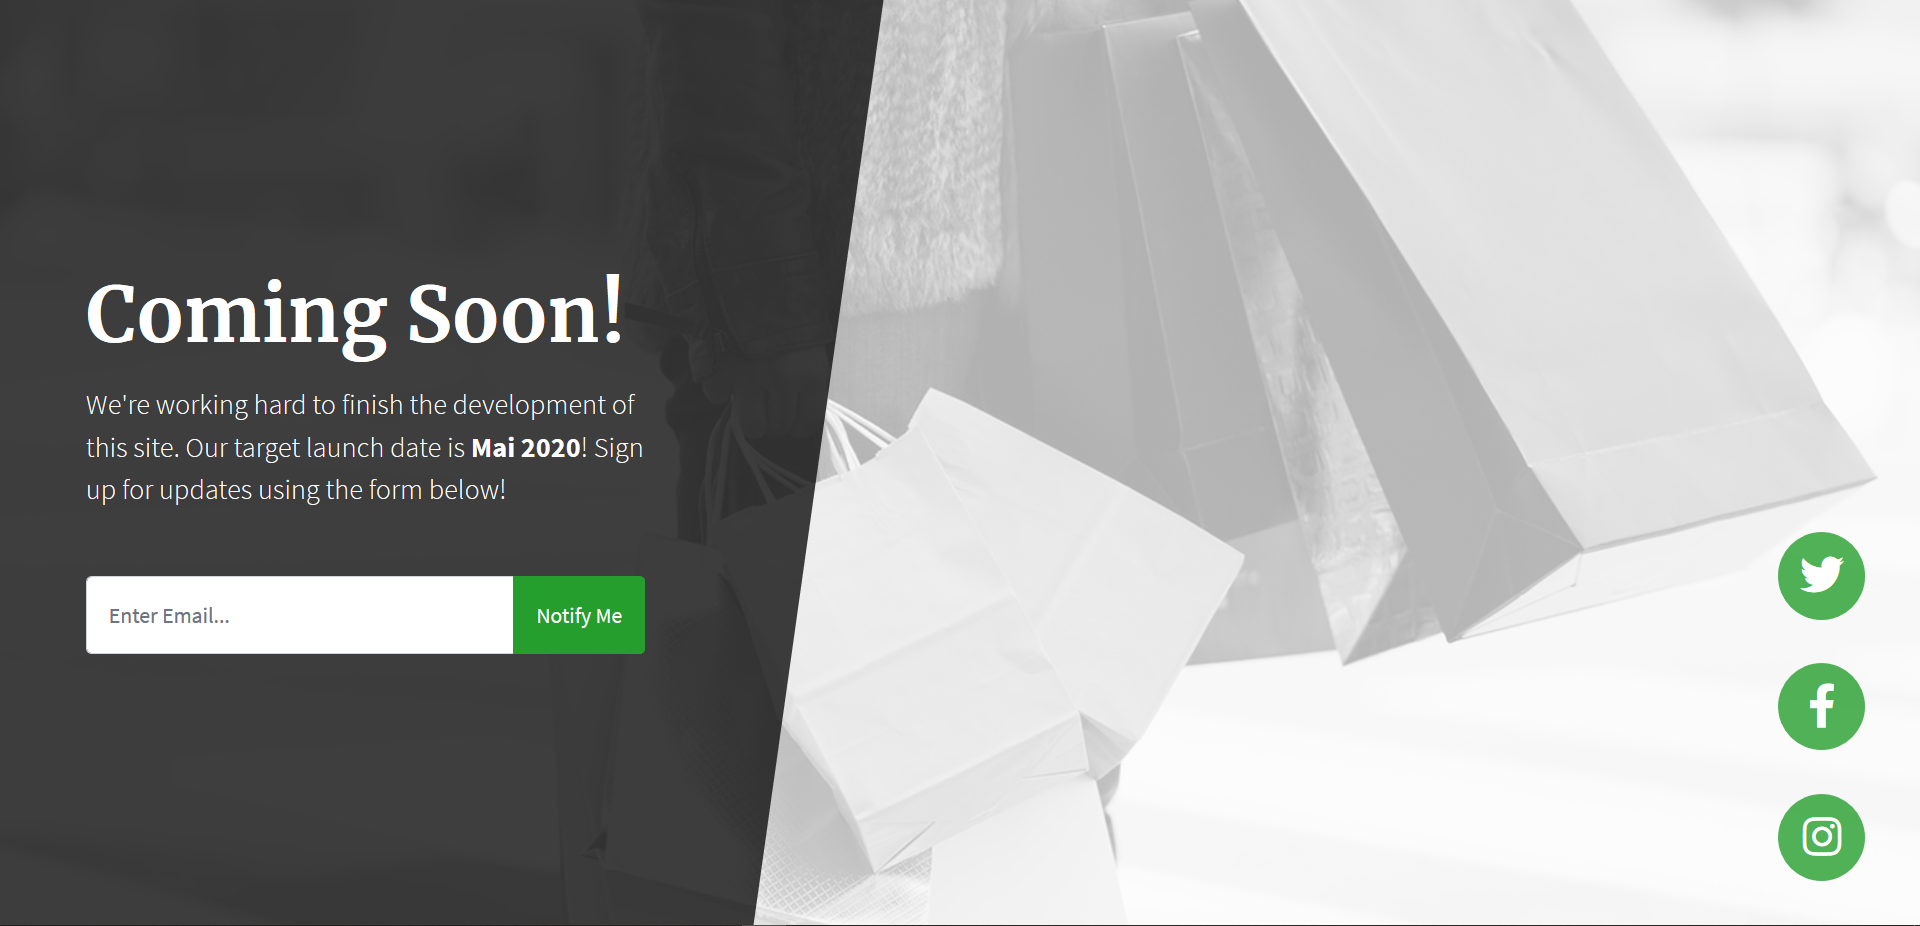 Coming Soon!
We're working hard to finish the development of
this site. Our target launch date is Mai 2020! Sign
up for updates using the form below!
Enter Email...
Notify Me